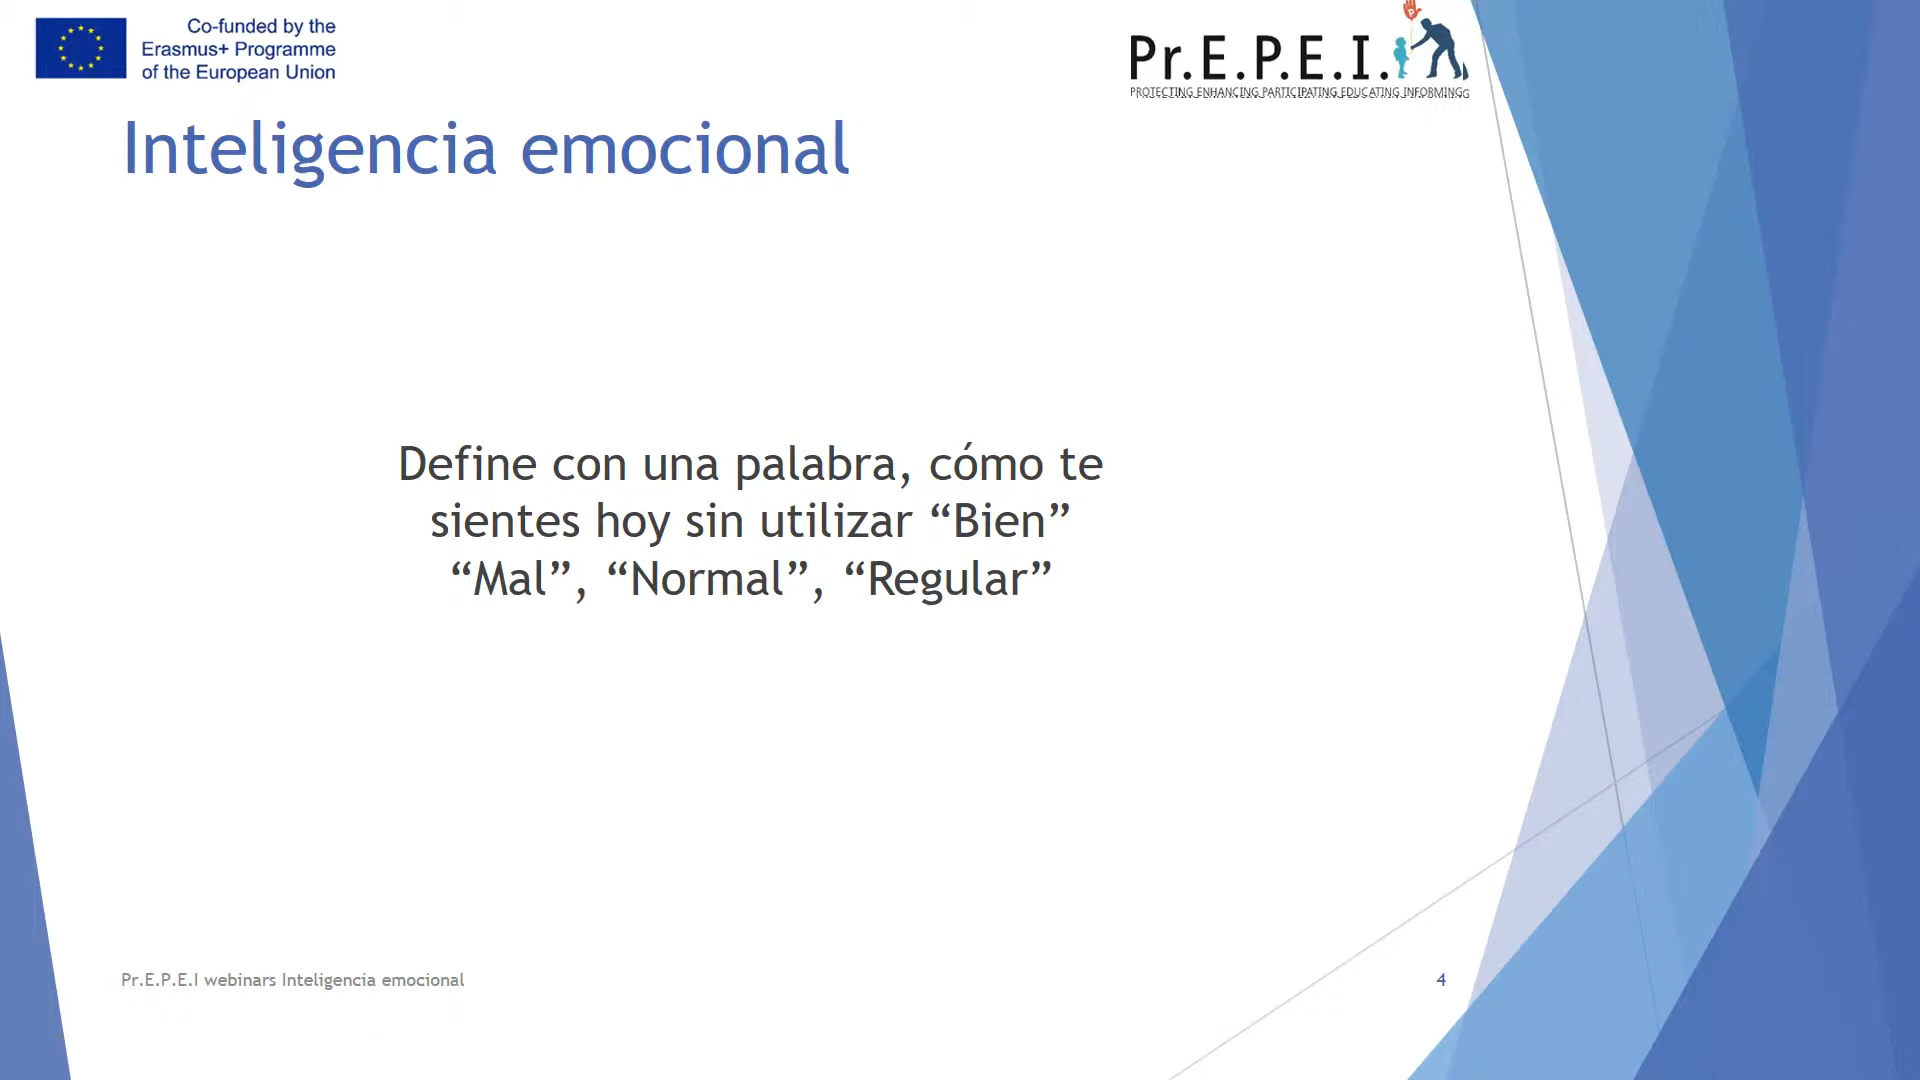 Co-funded by the
Erasmus+ Programme
of the European Union
Pr.E.P.E.I.
PROTECTING ENHANCING PARTICIPATING EDUCATING INFORMING
Inteligencia emocional
Define con una palabra, cómo te
sientes hoy sin utilizar “Bien”
“Mal”, “Normal”, “Regular”
Pr.E.P.E.I webinars Inteligencia emocional
4